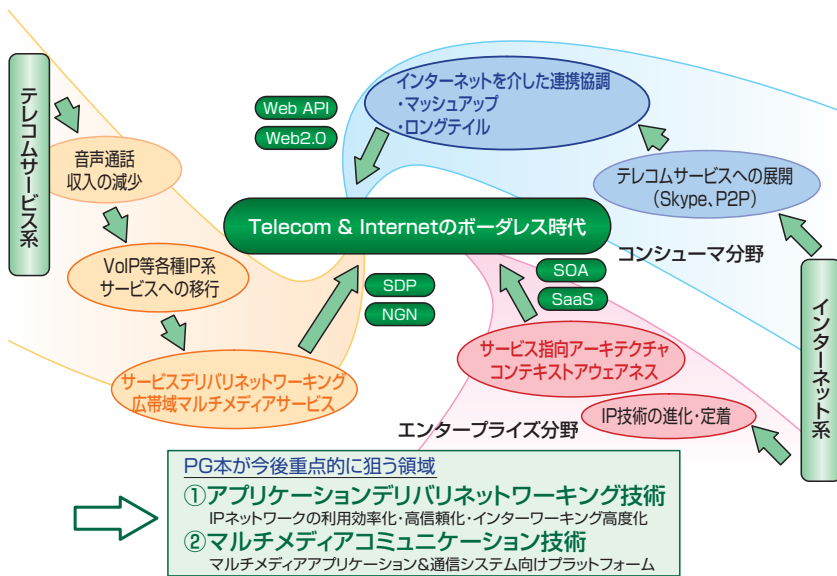 テレコムサービス系
音声通話
収入の減少
VoIP等各種IP系
サービスへの移行
サービスデリバリネットワーキング
広帯域マルチメディアサービス
Web API
Web2.0
インターネットを介した連携協調
・マッシュアップ
・ロングテイル
テレコムサービスへの展開
(Skype、P2P)
Telecom & Internetのボーダレス時代
コンシューマ分野
SDP
NGN
SOA
SaaS
サービス指向アーキテクチャ
コンテキストアウェアネス
IP技術の進化・定着
エンタープライズ分野
インターネット系
PG本が今後重点的に狙う領域
①アプリケーションデリバリネットワーキング技術
IPネットワークの利用効率化・高信頼化・インターワーキング高度化
②マルチメディアコミュニケーション技術
マルチメディアアプリケーション&通信システム向けプラットフォーム